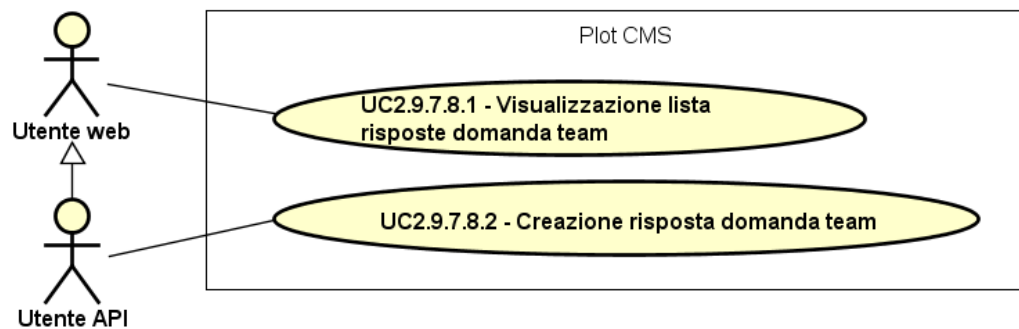 Plot CMS
UC2.9.7.8.1 - Visualizzazione lista
risposte domanda team
Utente web
UC2.9.7.8.2 - Creazione risposta domanda team
Utente API